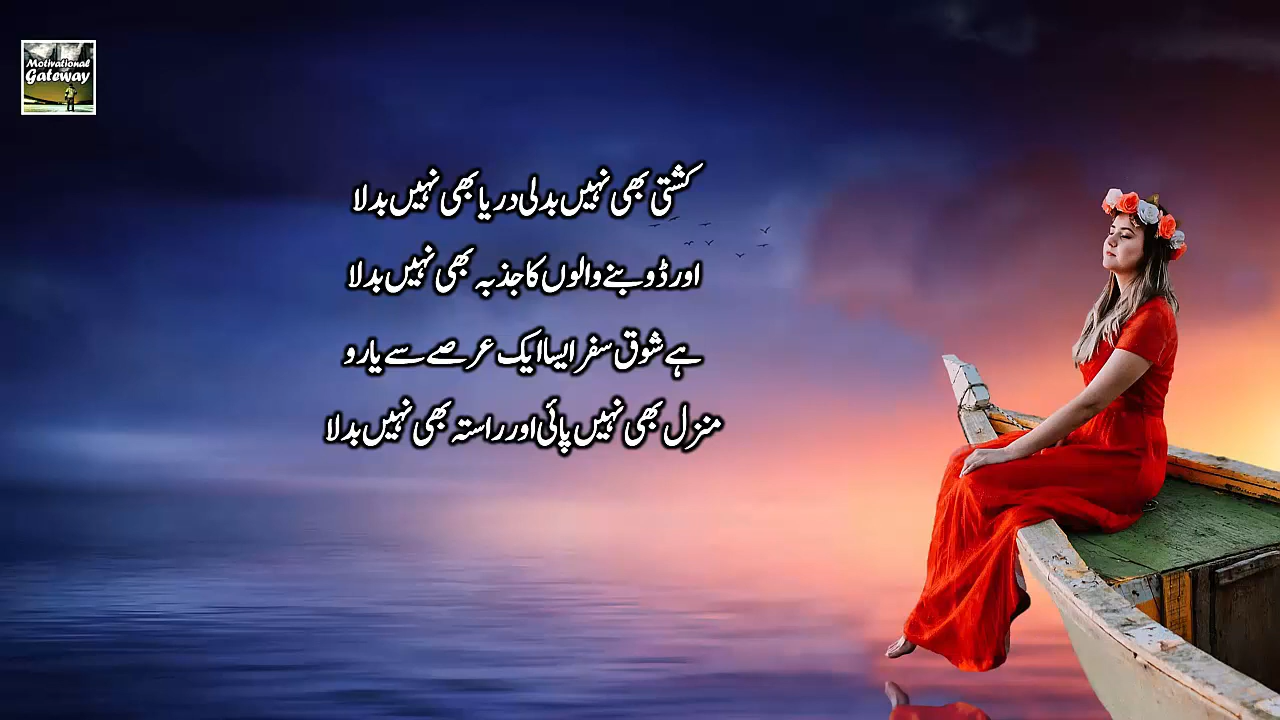 Motivational
Gateway
کشتی بھی نہیں بدلی دریا بھی نہیں بدلا
اور ڈوبنے والوں کا جذبہ بھی نہیں بدلا
ہے شوق سفر ایسا ایک عرصے سے یارو
منزل بھی نہیں پائی اور راستہ بھی نہیں بدلا